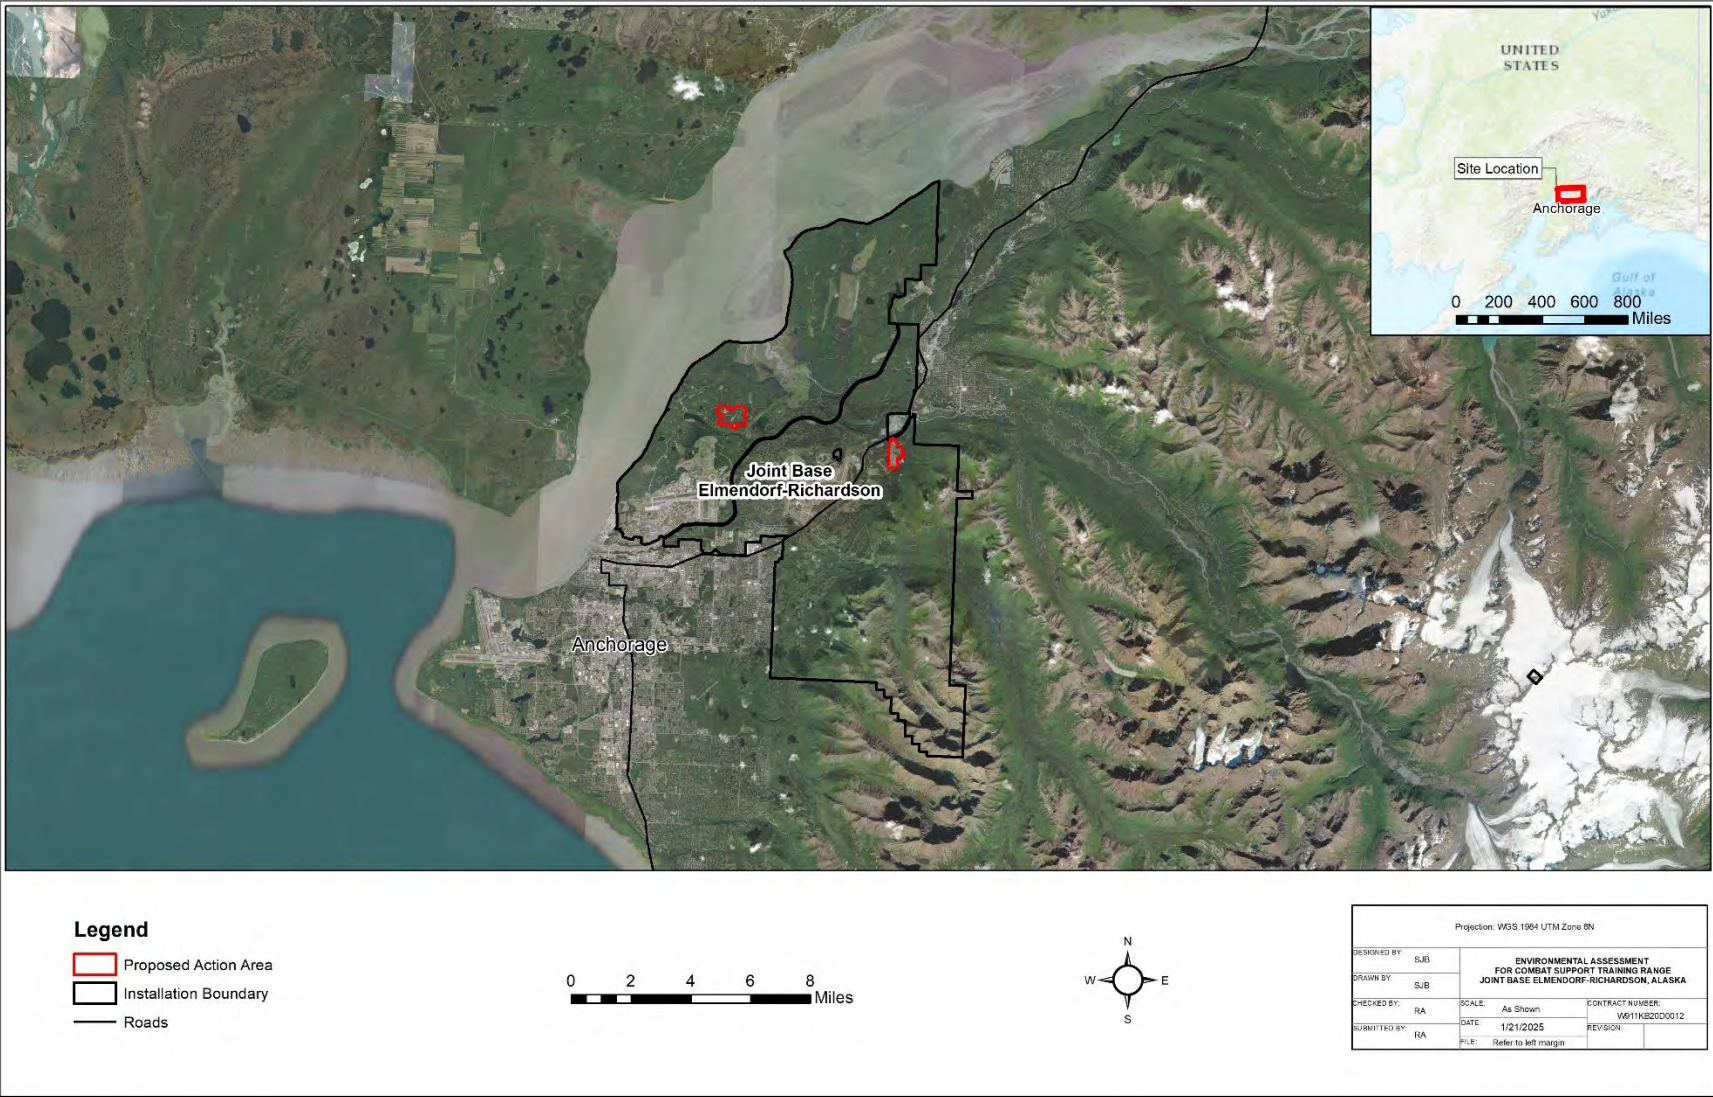 UNITED
STATES
Site Location
Anchorage
Gulf of
Alaska
0 200 400 600 800
Miles
Joint Base
Elmendorf-Richardson
Anchorage
Legend
Proposed Action Area
Installation Boundary
Roads
0 2 4 6 8
Miles
N
W E
S
Projection: WGS 1984 UTM Zone 6N
DESIGNED BY:
SJB
DRAWN BY:
SJB
CHECKED BY:
RA
SUBMITTED BY:
RA
ENVIRONMENTAL ASSESSMENT
FOR COMBAT SUPPORT TRAINING RANGE
JOINT BASE ELMENDORF-RICHARDSON, ALASKA
SCALE:
As Shown
CONTRACT NUMBER:
W911KB20D0012
DATE:
1/21/2025
REVISION:
FILE:
Refer to left margin